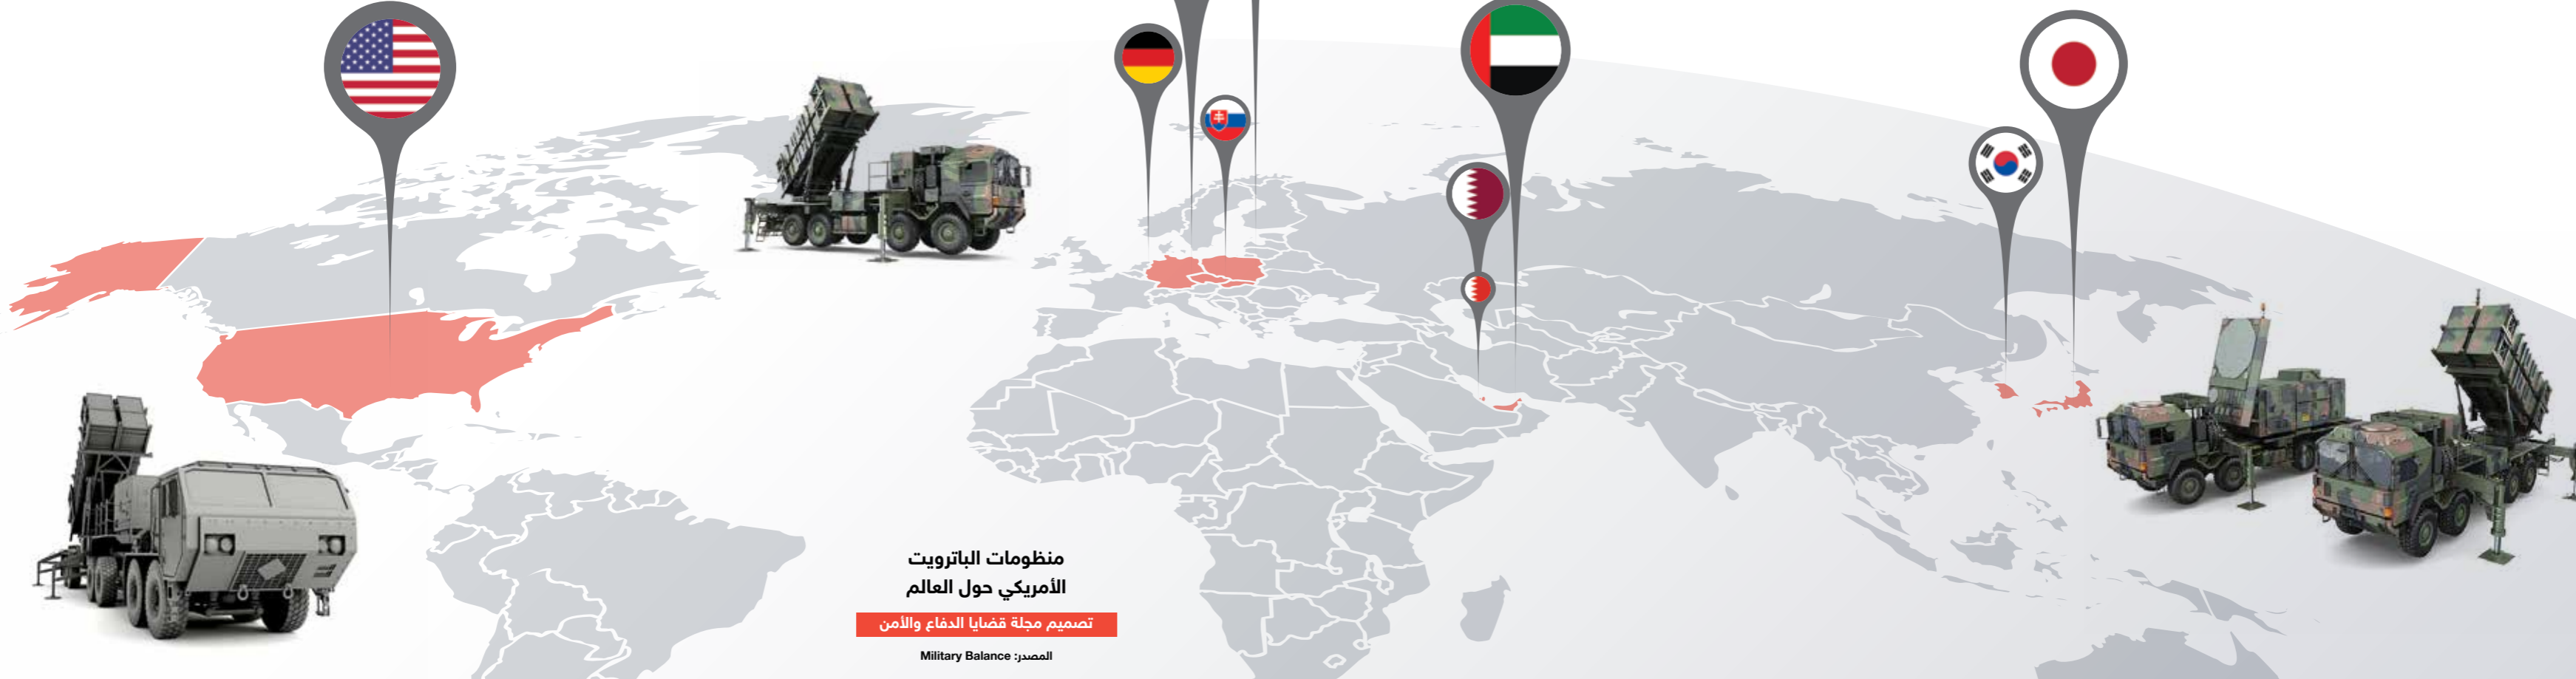 منظومات الباترويت
الأمريكي حول العالم
تصميم مجلة قضايا الدفاع والأمن
المصدر: Military Balance